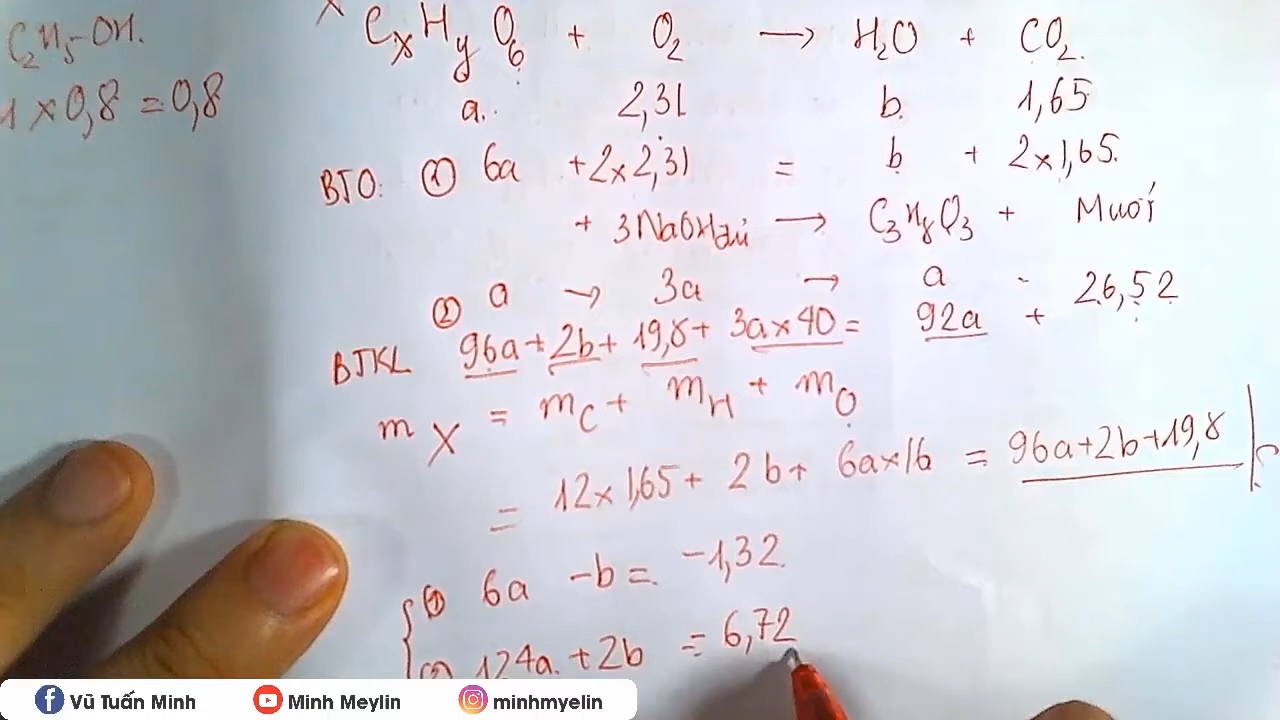 C₂H₅-OH.
1 × 0,8 = 0,8
CₓHᵧO₆ + O₂ → H₂O + CO₂.
a. 2,31 b. 1,65
BTO: ① 6a + 2×2,31 = b + 2×1,65.
+ 3NaOH → C₃H₈O₃ + Muối
② a → 3a → a - 26,52
BTKL 96a + 2b + 19,8 + 3a×40 = 92a +
mX = mC + mH + mO
= 12×1,65 + 2b + 6a×16 = 96a+2b+19,8
① 6a - b = -1,32.
② 124a + 2b = 6,72
Vũ Tuấn Minh Minh Meylin minhmyelin